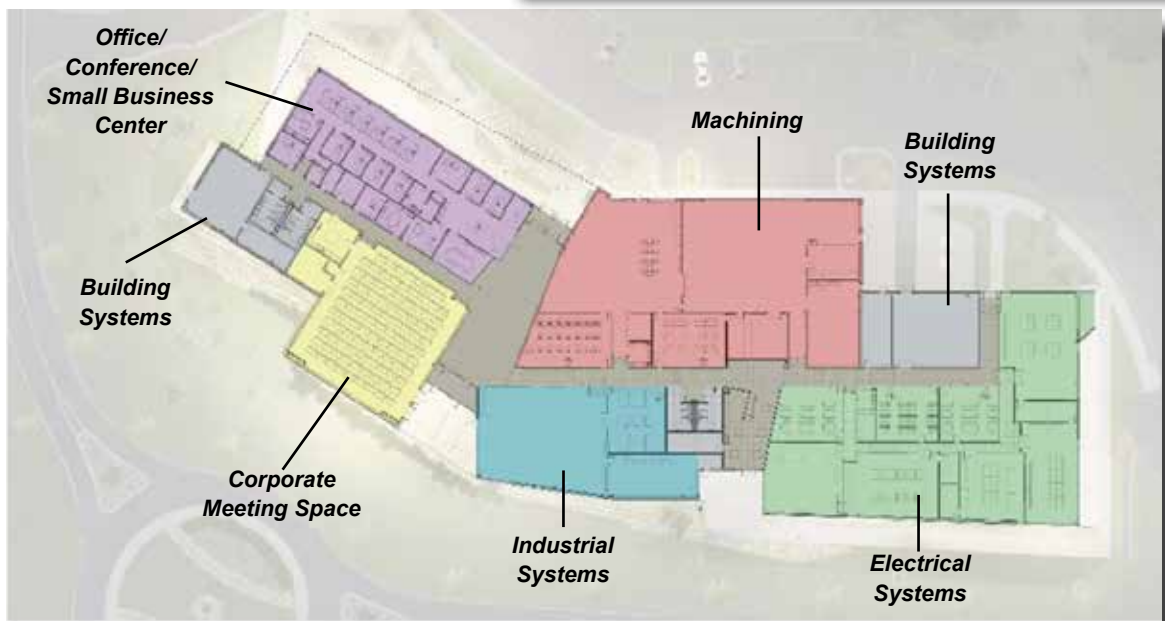 Office/
Conference/
Small Business
Center
Machining
Building
Systems
Building
Systems
Corporate
Meeting Space
Industrial
Systems
Electrical
Systems